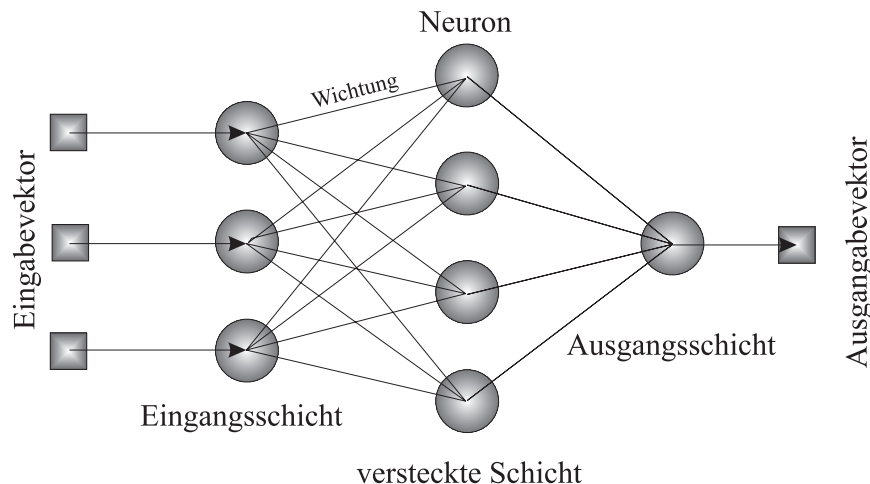 Neuron
Wichtung
Eingabevektor
Ausgangabevektor
Ausgangsschicht
Eingangsschicht
versteckte Schicht